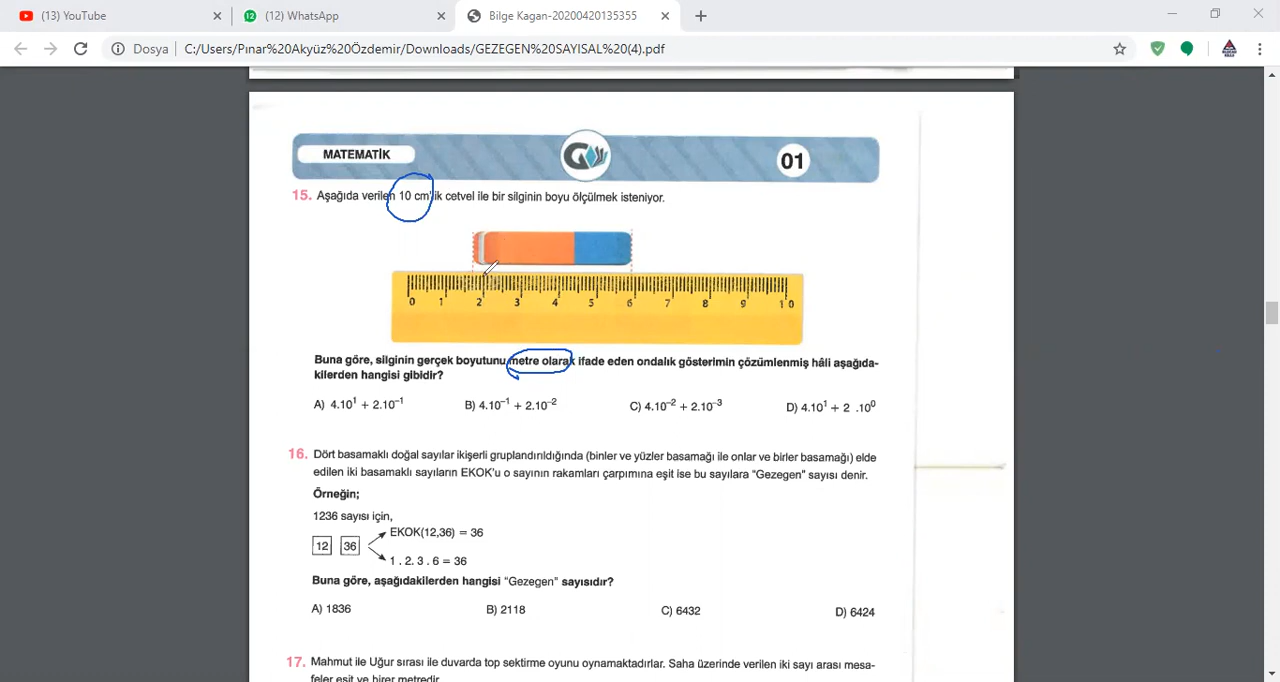 (13) YouTube
(12) WhatsApp
Bilge Kagan-20200420135355
Dosya
C:/Users/Pınar%20Akyüz%20Özdemir/Downloads/GEZEGEN%20SAYISAL%20(4).pdf
MATEMATİK
01
15. Aşağıda verilen 10 cm'lik cetvel ile bir silginin boyu ölçülmek isteniyor.
0 1 2 3 4 5 6 7 8 9 10
Buna göre, silginin gerçek boyutunu metre olarak ifade eden ondalık gösterimin çözümlenmiş hâli aşağıda-
kilerden hangisi gibidir?
A) 4.10¹ + 2.10⁻¹ B) 4.10⁻¹ + 2.10⁻² C) 4.10⁻² + 2.10⁻³ D) 4.10¹ + 2 .10⁰
16. Dört basamaklı doğal sayılar ikişerli gruplandırıldığında (binler ve yüzler basamağı ile onlar ve birler basamağı) elde
edilen iki basamaklı sayıların EKOK'u o sayının rakamları çarpımına eşit ise bu sayılara "Gezegen" sayısı denir.
Örneğin;
1236 sayısı için,
EKOK(12,36) = 36
12 36
1 . 2. 3 . 6 = 36
Buna göre, aşağıdakilerden hangisi "Gezegen" sayısıdır?
A) 1836 B) 2118 C) 6432 D) 6424
17. Mahmut ile Uğur sırası ile duvarda top sektirme oyunu oynamaktadırlar. Saha üzerinde verilen iki sayı arası mesa-
feler eşit ve birer metredir.